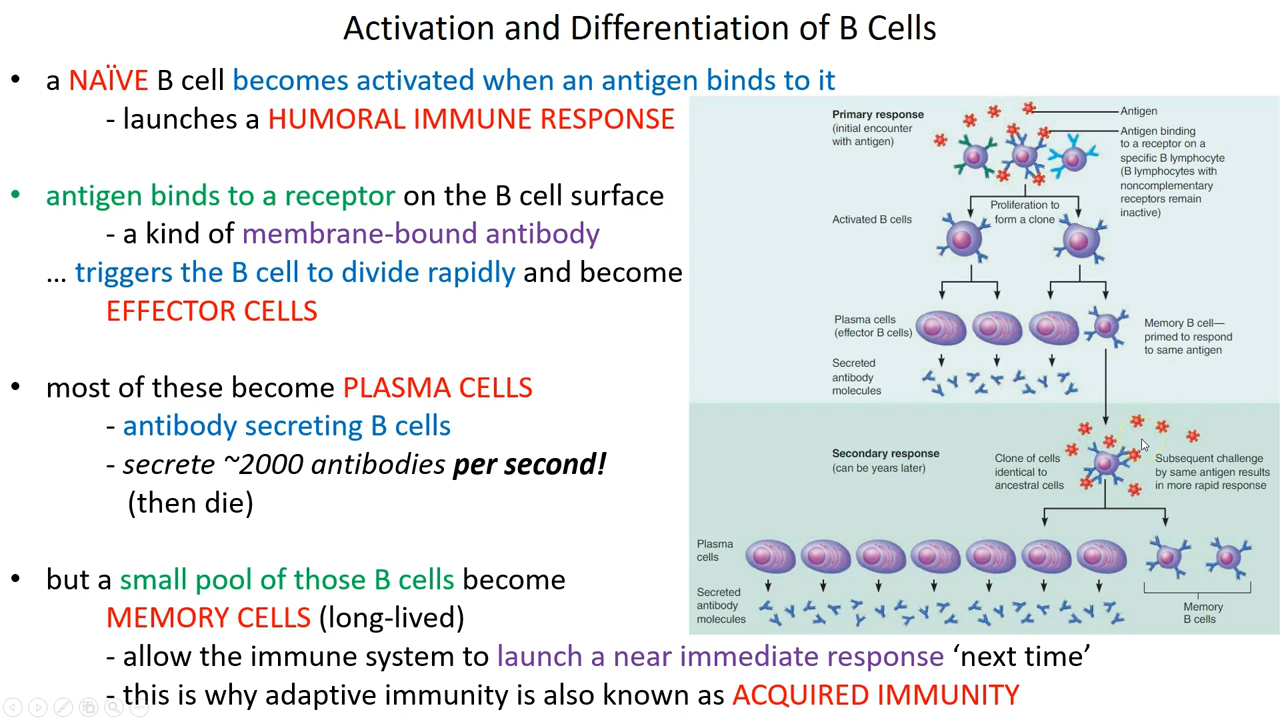 Activation and Differentiation of B Cells
• a NAÏVE B cell becomes activated when an antigen binds to it
- launches a HUMORAL IMMUNE RESPONSE
• antigen binds to a receptor on the B cell surface
- a kind of membrane-bound antibody
... triggers the B cell to divide rapidly and become
EFFECTOR CELLS
• most of these become PLASMA CELLS
- antibody secreting B cells
- secrete ~2000 antibodies per second!
(then die)
• but a small pool of those B cells become
MEMORY CELLS (long-lived)
- allow the immune system to launch a near immediate response ‘next time’
- this is why adaptive immunity is also known as ACQUIRED IMMUNITY
Primary response
(initial encounter
with antigen)
Antigen
Antigen binding
to a receptor on a
specific B lymphocyte
(B lymphocytes with
noncomplementary
receptors remain
inactive)
Proliferation to
form a clone
Activated B cells
Plasma cells
(effector B cells)
Memory B cell—
primed to respond
to same antigen
Secreted
antibody
molecules
Secondary response
(can be years later)
Clone of cells
identical to
ancestral cells
Subsequent challenge
by same antigen results
in more rapid response
Plasma
cells
Secreted
antibody
molecules
Memory
B cells